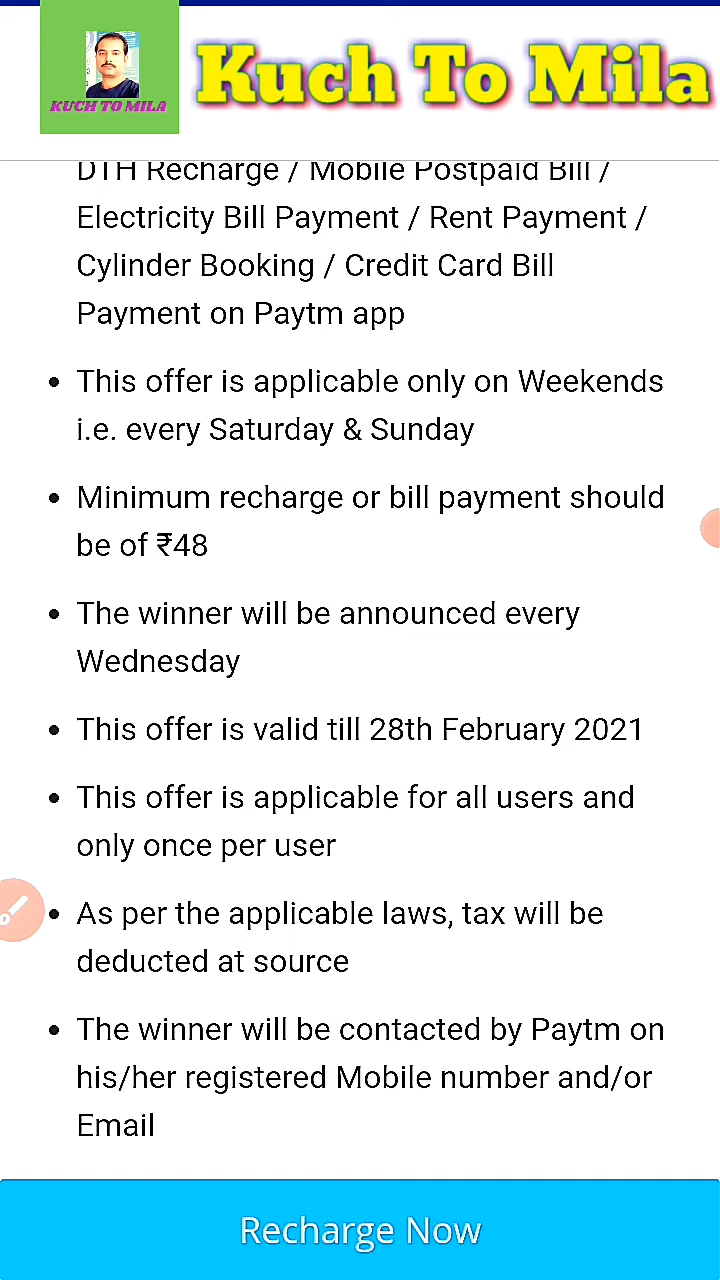 KUCH TO MILA
Kuch To Mila
DTH Recharge / Mobile Postpaid Bill /
Electricity Bill Payment / Rent Payment /
Cylinder Booking / Credit Card Bill
Payment on Paytm app
• This offer is applicable only on Weekends
i.e. every Saturday & Sunday
• Minimum recharge or bill payment should
be of ₹48
• The winner will be announced every
Wednesday
• This offer is valid till 28th February 2021
• This offer is applicable for all users and
only once per user
• As per the applicable laws, tax will be
deducted at source
• The winner will be contacted by Paytm on
his/her registered Mobile number and/or
Email
Recharge Now